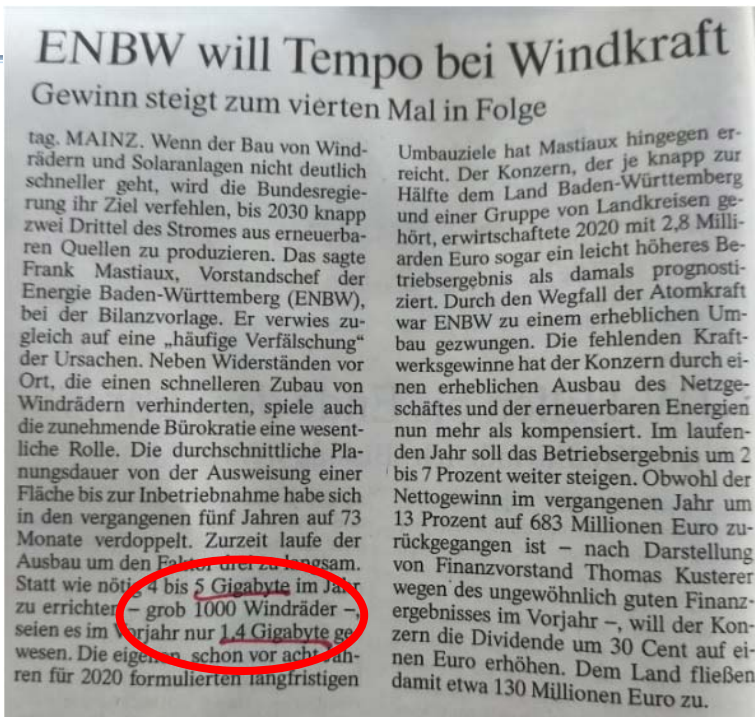 ENBW will Tempo bei Windkraft
Gewinn steigt zum vierten Mal in Folge
tag. MAINZ. Wenn der Bau von Wind-
rädern und Solaranlagen nicht deutlich
schneller geht, wird die Bundesregie-
rung ihr Ziel verfehlen, bis 2030 knapp
zwei Drittel des Stromes aus erneuerba-
ren Quellen zu produzieren. Das sagte
Frank Mastiaux, Vorstandschef der
Energie Baden-Württemberg (ENBW),
bei der Bilanzvorlage. Er verwies zu-
gleich auf eine „häufige Verfälschung“
der Ursachen. Neben Widerständen vor
Ort, die einen schnelleren Zubau von
Windrädern verhinderten, spiele auch
die zunehmende Bürokratie eine wesent-
liche Rolle. Die durchschnittliche Pla-
nungsdauer von der Ausweisung einer
Fläche bis zur Inbetriebnahme habe sich
in den vergangenen fünf Jahren auf 73
Monate verdoppelt. Zurzeit laufe der
Ausbau um den Faktor drei zu langsam.
Statt wie nötig 4 bis 5 Gigabyte im Jahr
zu errichten – grob 1000 Windräder –,
seien es im Vorjahr nur 1,4 Gigabyte ge-
wesen. Die eigenen, schon vor acht Jah-
ren für 2020 formulierten langfristigen
Umbauziele hat Mastiaux hingegen er-
reicht. Der Konzern, der je knapp zur
Hälfte dem Land Baden-Württemberg
und einer Gruppe von Landkreisen ge-
hört, erwirtschaftete 2020 mit 2,8 Milli-
arden Euro sogar ein leicht höheres Be-
triebsergebnis als damals prognosti-
ziert. Durch den Wegfall der Atomkraft
war ENBW zu einem erheblichen Um-
bau gezwungen. Die fehlenden Kraft-
werksgewinne hat der Konzern durch ei-
nen erheblichen Ausbau des Netzge-
schäftes und der erneuerbaren Energien
nun mehr als kompensiert. Im laufen-
den Jahr soll das Betriebsergebnis um 2
bis 7 Prozent weiter steigen. Obwohl der
Nettogewinn im vergangenen Jahr um
13 Prozent auf 683 Millionen Euro zu-
rückgegangen ist – nach Darstellung
von Finanzvorstand Thomas Kusterer
wegen des ungewöhnlich guten Finanz-
ergebnisses im Vorjahr –, will der Kon-
zern die Dividende um 30 Cent auf ei-
nen Euro erhöhen. Dem Land fließen
damit etwa 130 Millionen Euro zu.